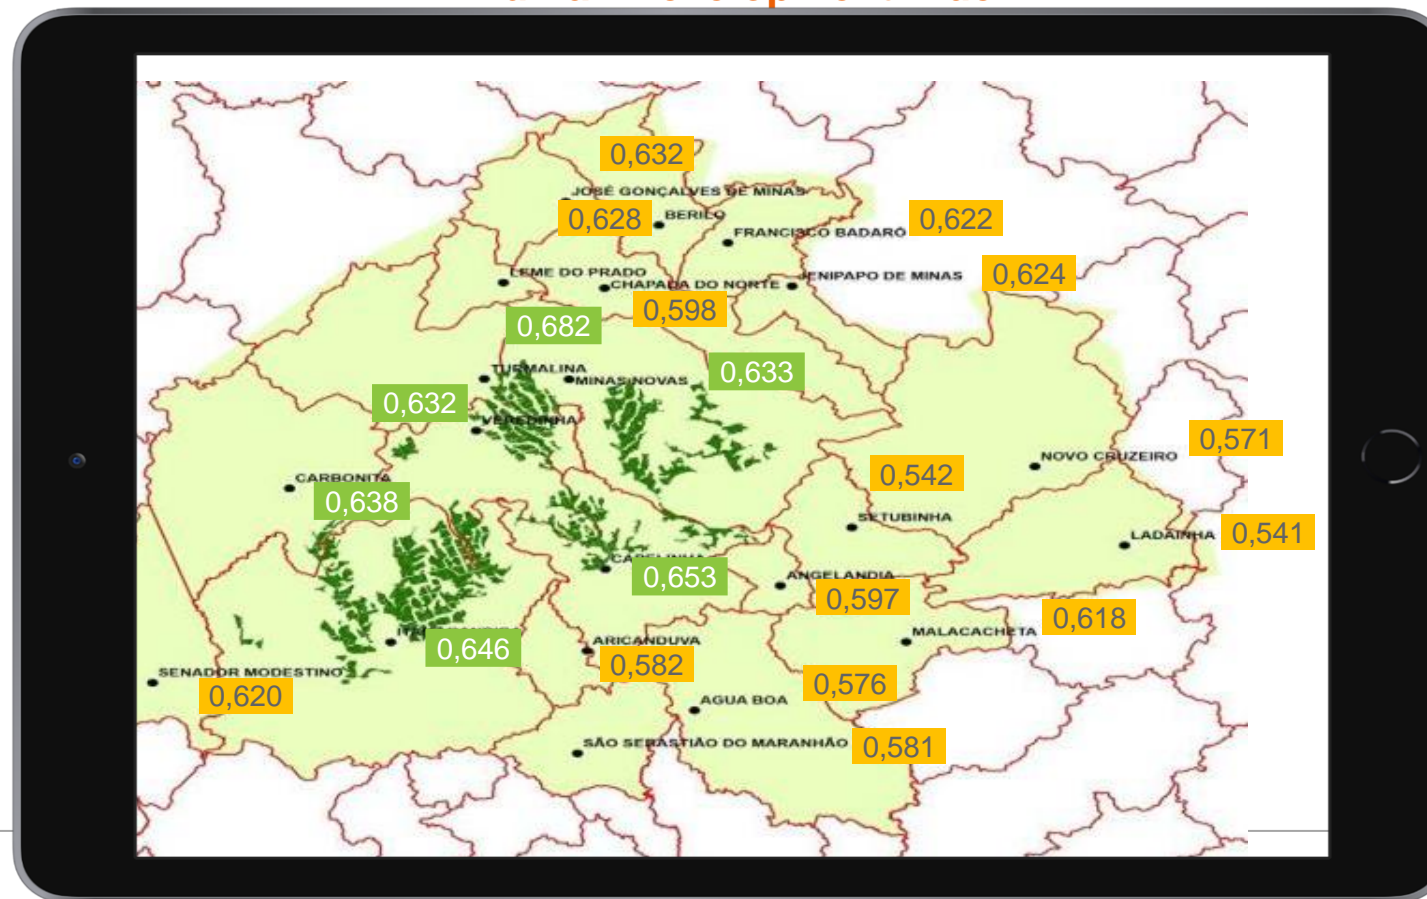 0,632
JOSÉ GONÇALVES DE MINAS
0,628
BERILO
FRANCISCO BADARÓ
0,622
LEME DO PRADO
CHAPADA DO NORTE
JENIPAPO DE MINAS
0,624
0,598
0,682
TURMALINA
MINAS NOVAS
0,633
0,632
VEREDINHA
0,571
NOVO CRUZEIRO
0,542
CARBONITA
0,638
SETUBINHA
LADAINHA
0,541
0,653
ANGELANDIA
0,597
0,618
MALACACHETA
0,646
ARICANDUVA
0,582
SENADOR MODESTINO
0,620
0,576
AGUA BOA
SÃO SEBASTIÃO DO MARANHÃO
0,581